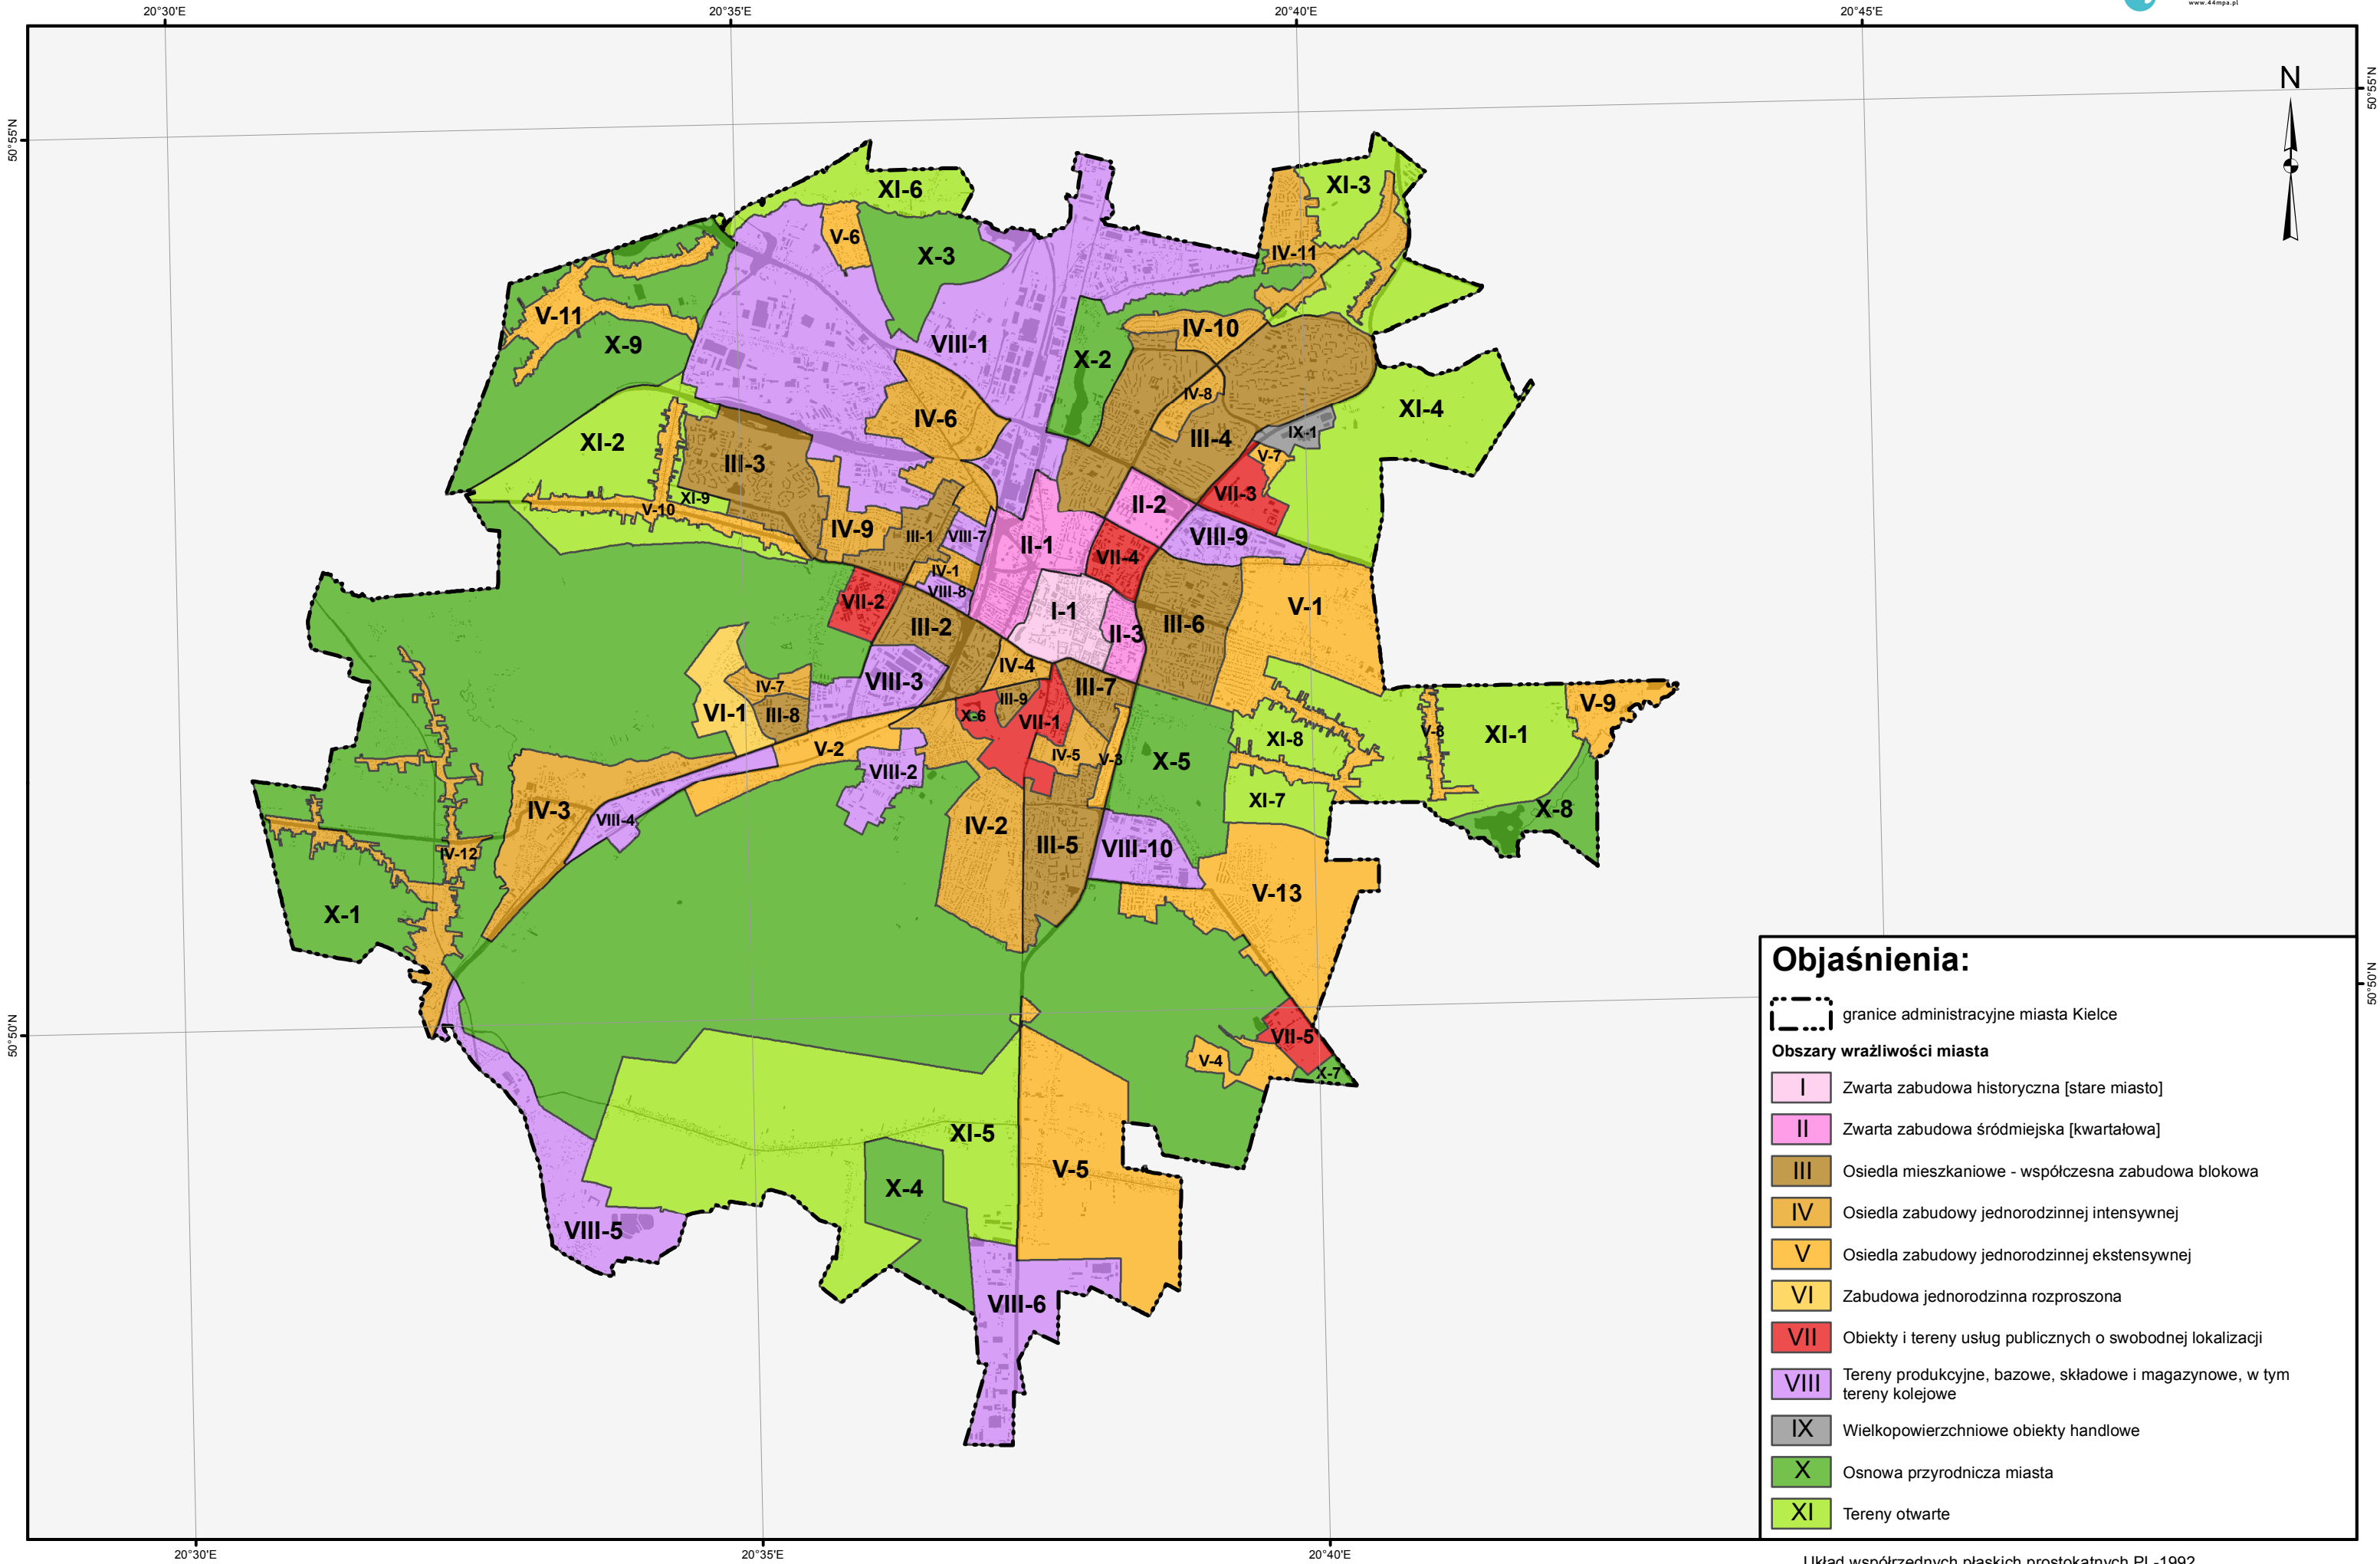 www.44mpa.pl
20°30'E
20°35'E
20°40'E
20°45'E
N
50°55'N
50°55'N
XI-6
XI-3
V-6
X-3
IV-11
V-11
X-9
VIII-1
X-2
IV-10
IV-8
IV-6
XI-4
XI-2
III-3
III-4
IX-1
V-7
XI-9
V-10
VII-3
II-2
IV-9
III-1
VIII-7
II-1
VII-4
VIII-9
IV-1
VIII-8
VII-2
I-1
V-1
III-2
II-3
III-6
IV-4
VIII-3
IV-7
III-7
VI-1
III-8
X-6
III-9
VII-1
V-9
V-8
XI-1
XI-8
V-2
IV-5
V-3
X-5
VIII-2
XI-7
X-8
IV-3
VIII-4
IV-2
III-5
VIII-10
IV-12
V-13
X-1
50°50'N
50°50'N
VII-5
V-4
X-7
XI-5
V-5
X-4
VIII-5
VIII-6
Objaśnienia:
granice administracyjne miasta Kielce
Obszary wrażliwości miasta
I Zwarta zabudowa historyczna [stare miasto]
II Zwarta zabudowa śródmiejska [kwartałowa]
III Osiedla mieszkaniowe - współczesna zabudowa blokowa
IV Osiedla zabudowy jednorodzinnej intensywnej
V Osiedla zabudowy jednorodzinnej ekstensywnej
VI Zabudowa jednorodzinna rozproszona
VII Obiekty i tereny usług publicznych o swobodnej lokalizacji
VIII Tereny produkcyjne, bazowe, składowe i magazynowe, w tym
tereny kolejowe
IX Wielkopowierzchniowe obiekty handlowe
X Osnowa przyrodnicza miasta
XI Tereny otwarte
20°30'E
20°35'E
20°40'E
Układ współrzędnych płaskich prostokątnych PL-1992